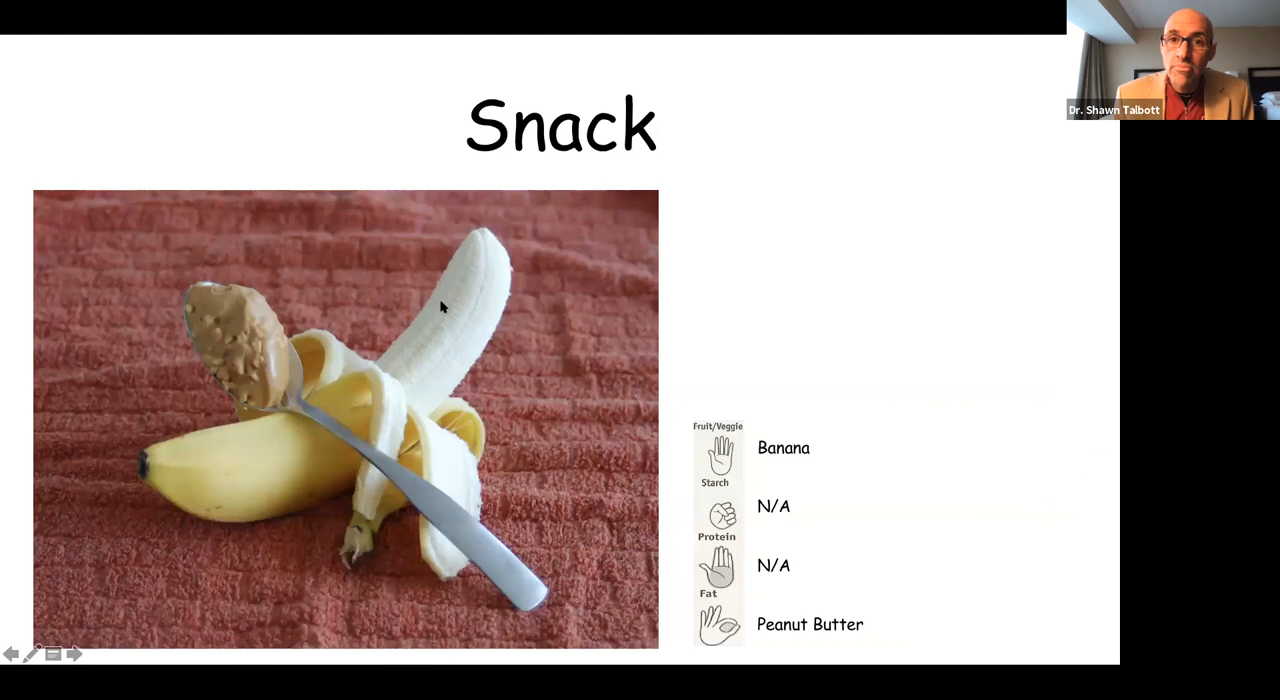 Dr. Shawn Talbott
Snack
Fruit/Veggie
Banana
Starch
N/A
Protein
N/A
Fat
Peanut Butter